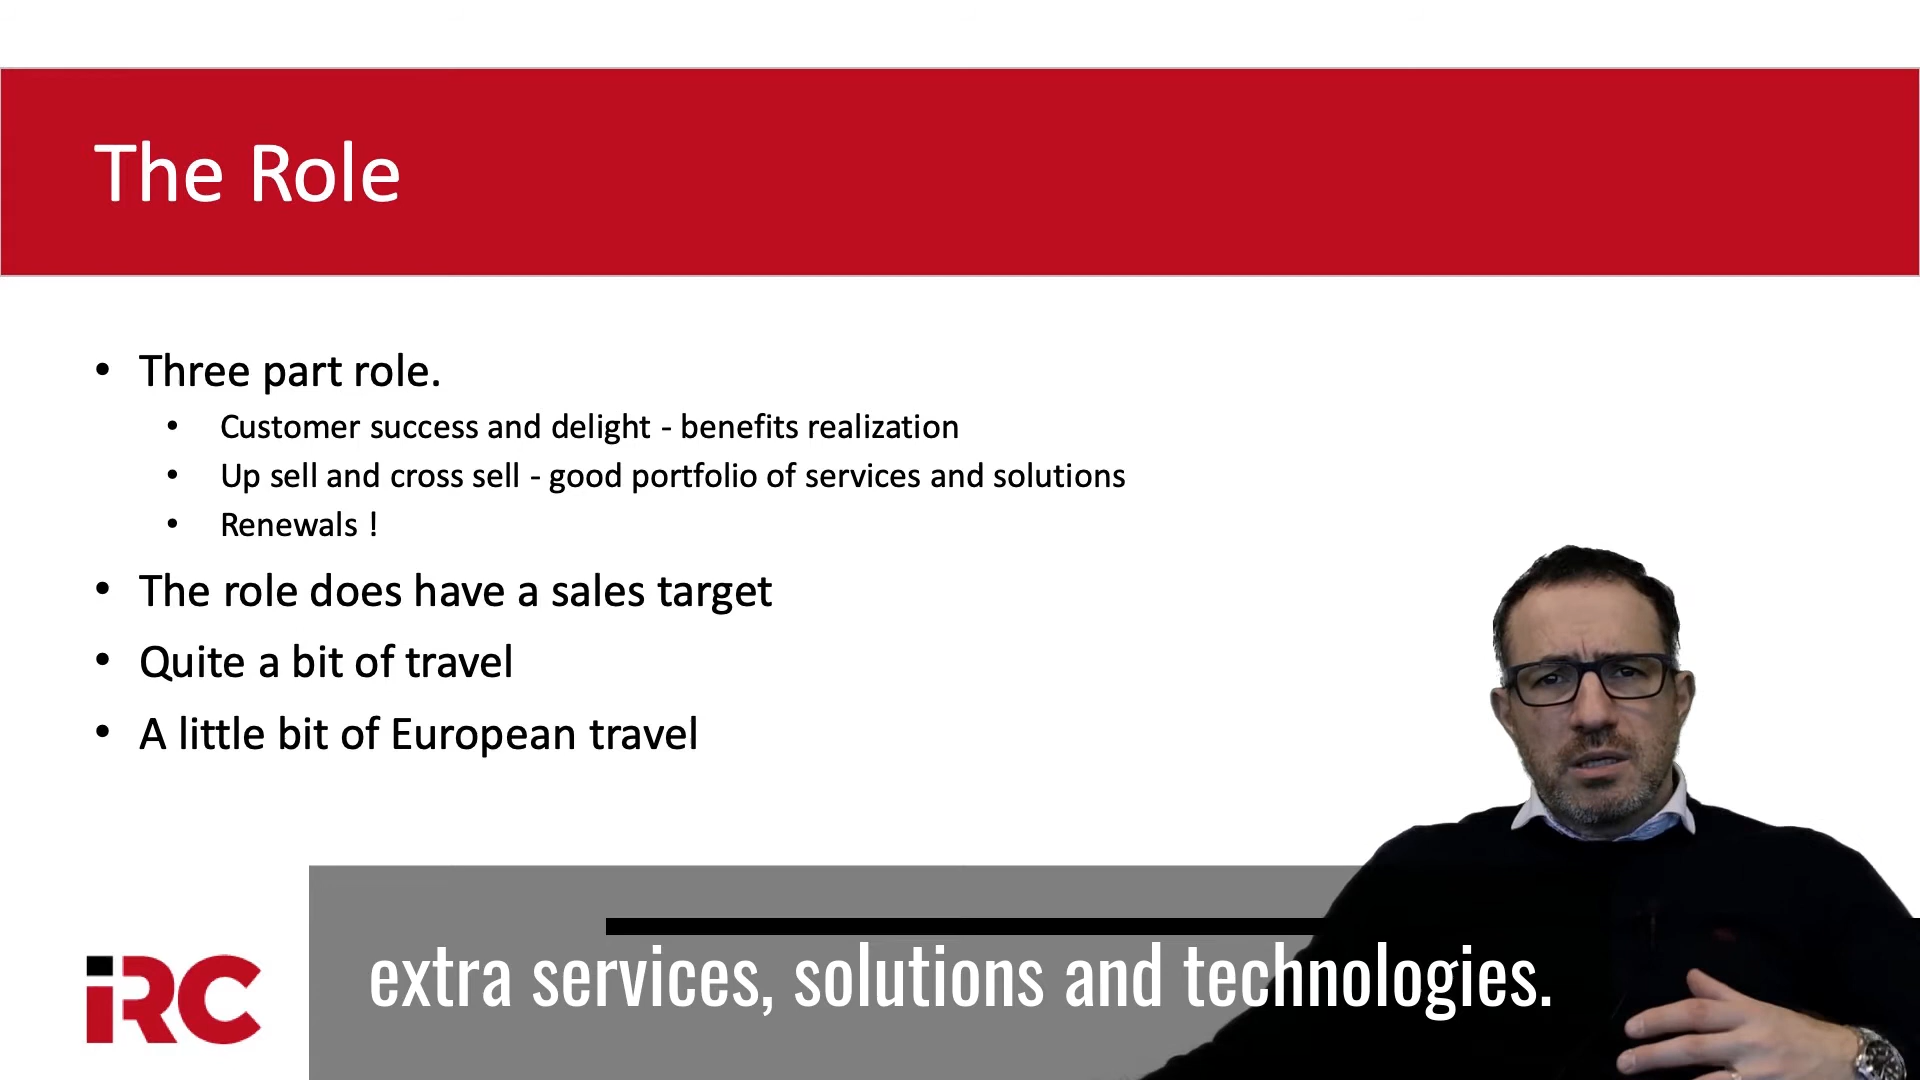 The Role
• Three part role.
• Customer success and delight - benefits realization
• Up sell and cross sell - good portfolio of services and solutions
• Renewals !
• The role does have a sales target
• Quite a bit of travel
• A little bit of European travel
iRC
extra services, solutions and technologies.